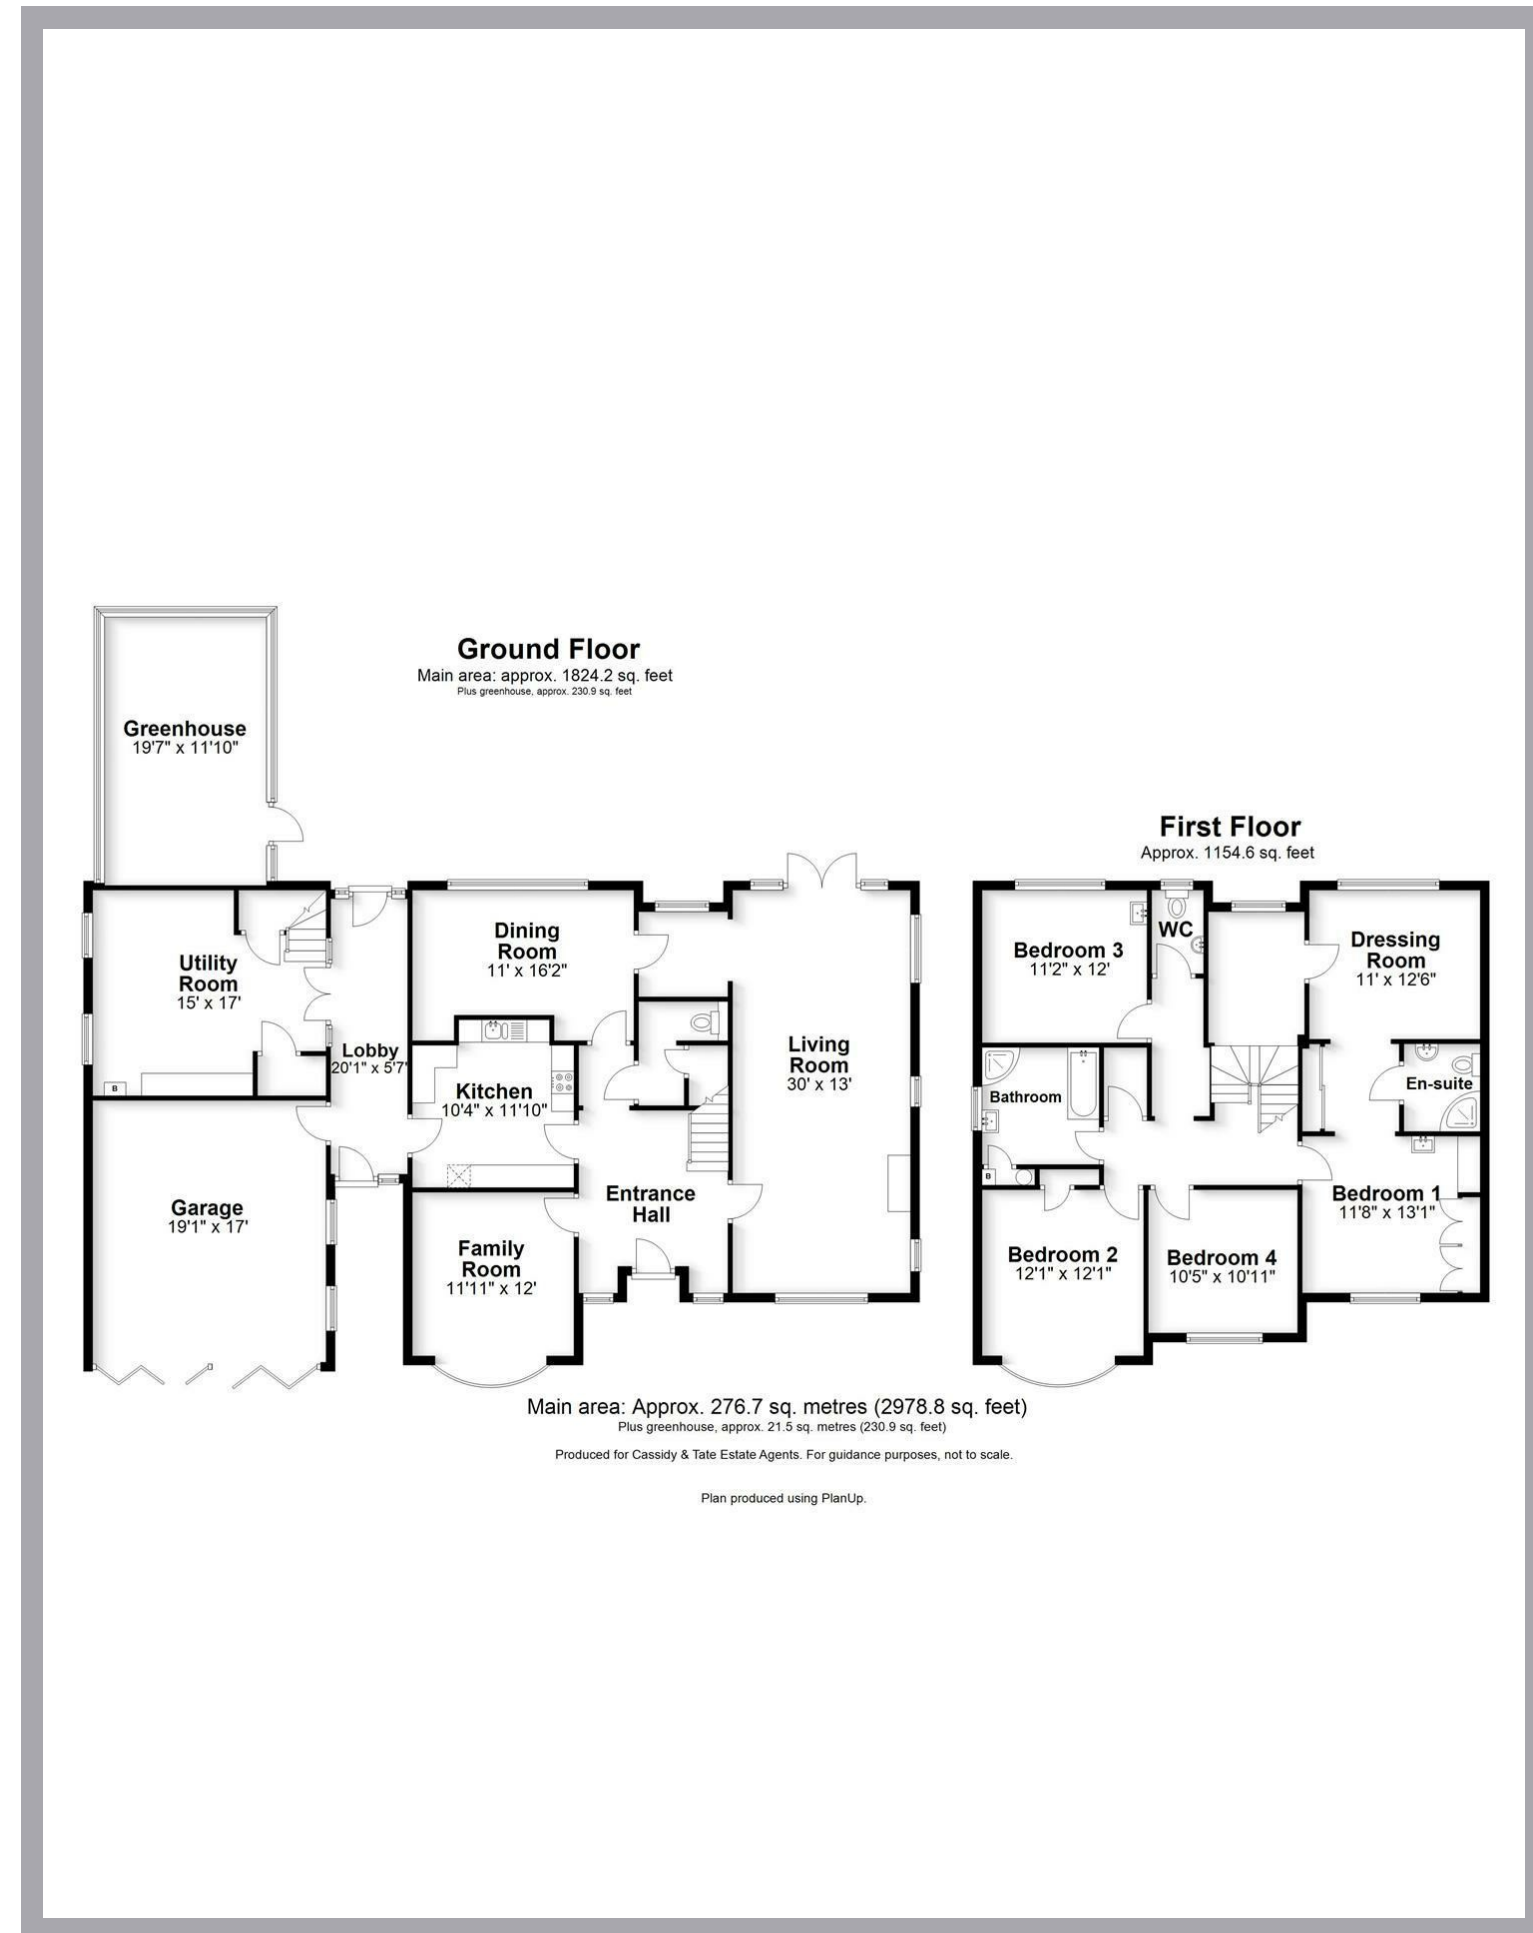 Ground Floor
Main area: approx. 1824.2 sq. feet
Plus greenhouse, approx. 230.9 sq. feet
Greenhouse
19'7" x 11'10"
Dining
Room
11' x 16'2"
Utility
Room
15' x 17'
Lobby
20'1" x 5'7"
Living
Room
30' x 13'
Kitchen
10'4" x 11'10"
B
Garage
19'1" x 17'
Entrance
Hall
Family
Room
11'11" x 12'
First Floor
Approx. 1154.6 sq. feet
WC
Bedroom 3
11'2" x 12'
Dressing
Room
11' x 12'6"
En-suite
Bathroom
B
Bedroom 1
11'8" x 13'1"
Bedroom 2
12'1" x 12'1"
Bedroom 4
10'5" x 10'11"
Main area: Approx. 276.7 sq. metres (2978.8 sq. feet)
Plus greenhouse, approx. 21.5 sq. metres (230.9 sq. feet)
Produced for Cassidy & Tate Estate Agents. For guidance purposes, not to scale.
Plan produced using PlanUp.